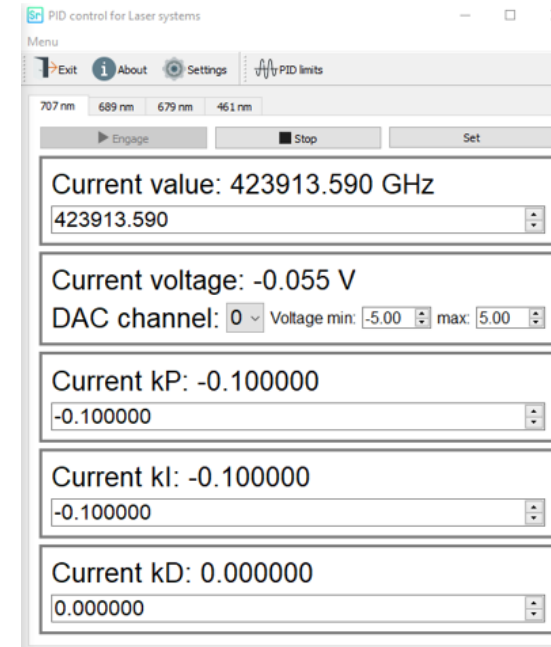 Sr PID control for Laser systems
Menu
Exit About Settings PID limits
707 nm 689 nm 679 nm 461 nm
Engage Stop Set
Current value: 423913.590 GHz
423913.590
Current voltage: -0.055 V
DAC channel: 0 Voltage min: -5.00 max: 5.00
Current kP: -0.100000
-0.100000
Current kI: -0.100000
-0.100000
Current kD: 0.000000
0.000000